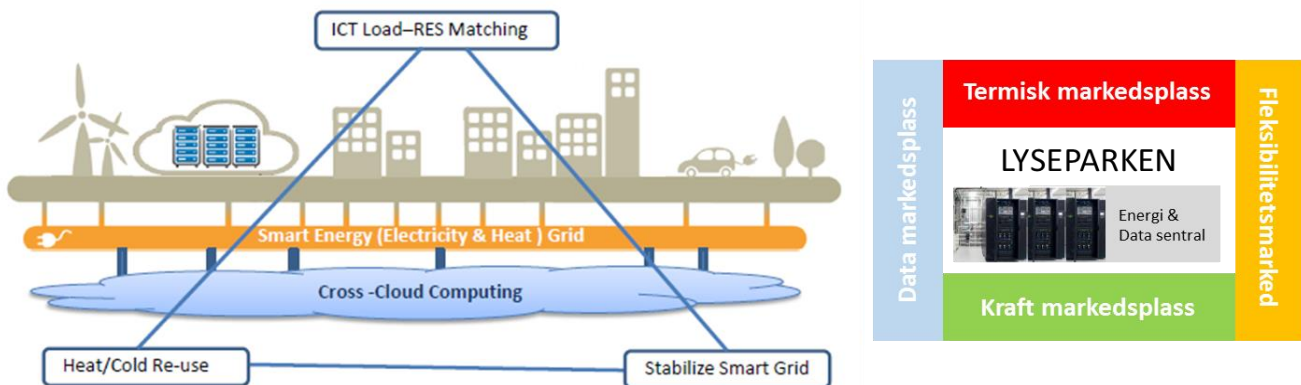 ICT Load–RES Matching
Smart Energy (Electricity & Heat ) Grid
Cross -Cloud Computing
Heat/Cold Re-use
Stabilize Smart Grid
Data markedsplass
Termisk markedsplass
LYSEPARKEN
Energi &
Data sentral
Kraft markedsplass
Fleksibilitetsmarked